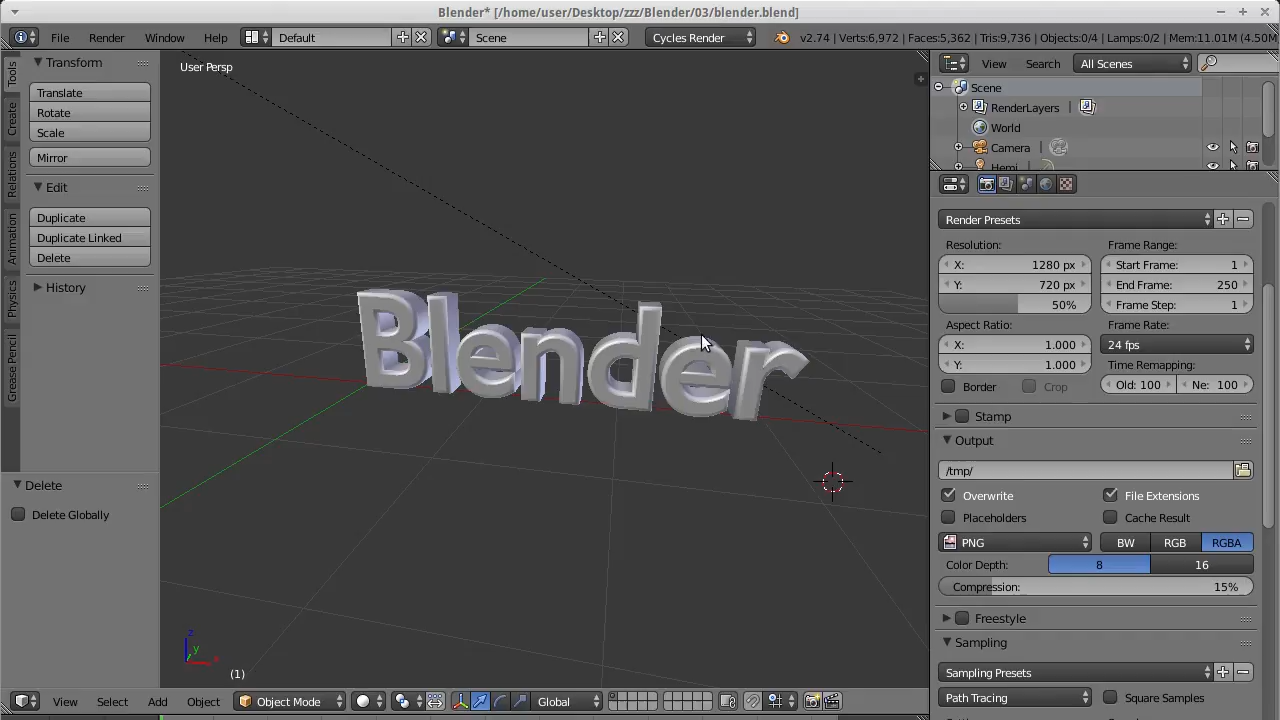 Blender* [/home/user/Desktop/zzz/Blender/03/blender.blend]
File Render Window Help Default Scene Cycles Render v2.74 | Verts:6,972 | Faces:5,362 | Tris:9,736 | Objects:0/4 | Lamps:0/2 | Mem:11.01M (4.50M
Tools
Create
Relations
Animation
Physics
Grease Pencil
Transform
Translate
Rotate
Scale
Mirror
Edit
Duplicate
Duplicate Linked
Delete
History
Delete
Delete Globally
User Persp
Blender
z
y
x
(1)
View Select Add Object Object Mode Global
View Search All Scenes
Scene
RenderLayers
World
Camera
Hemi
Render Presets
Resolution: Frame Range:
X: 1280 px Start Frame: 1
Y: 720 px End Frame: 250
50% Frame Step: 1
Aspect Ratio: Frame Rate:
X: 1.000 24 fps
Y: 1.000 Time Remapping:
Border Crop Old: 100 Ne: 100
Stamp
Output
/tmp/
Overwrite File Extensions
Placeholders Cache Result
PNG BW RGB RGBA
Color Depth: 8 16
Compression: 15%
Freestyle
Sampling
Sampling Presets
Path Tracing Square Samples